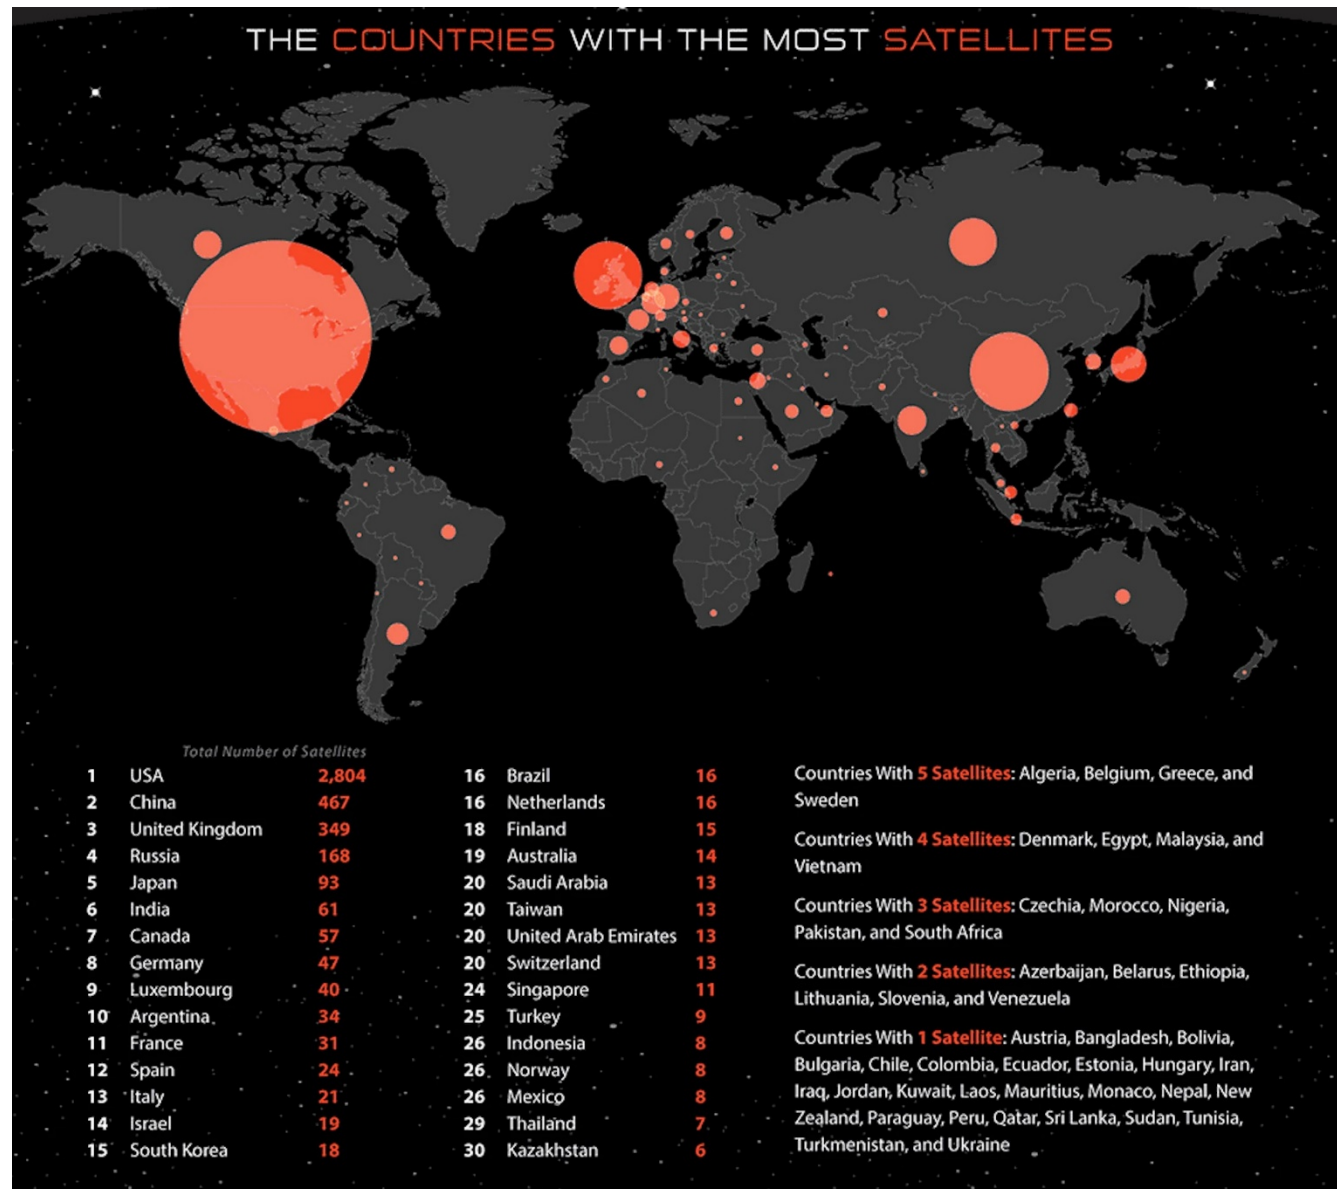 THE COUNTRIES WITH THE MOST SATELLITES
Total Number of Satellites
1 USA 2,804
2 China 467
3 United Kingdom 349
4 Russia 168
5 Japan 93
6 India 61
7 Canada 57
8 Germany 47
9 Luxembourg 40
10 Argentina 34
11 France 31
12 Spain 24
13 Italy 21
14 Israel 19
15 South Korea 18
16 Brazil 16
16 Netherlands 16
18 Finland 15
19 Australia 14
20 Saudi Arabia 13
20 Taiwan 13
20 United Arab Emirates 13
20 Switzerland 13
24 Singapore 11
25 Turkey 9
26 Indonesia 8
26 Norway 8
26 Mexico 8
29 Thailand 7
30 Kazakhstan 6
Countries With 5 Satellites: Algeria, Belgium, Greece, and
Sweden
Countries With 4 Satellites: Denmark, Egypt, Malaysia, and
Vietnam
Countries With 3 Satellites: Czechia, Morocco, Nigeria,
Pakistan, and South Africa
Countries With 2 Satellites: Azerbaijan, Belarus, Ethiopia,
Lithuania, Slovenia, and Venezuela
Countries With 1 Satellite: Austria, Bangladesh, Bolivia,
Bulgaria, Chile, Colombia, Ecuador, Estonia, Hungary, Iran,
Iraq, Jordan, Kuwait, Laos, Mauritius, Monaco, Nepal, New
Zealand, Paraguay, Peru, Qatar, Sri Lanka, Sudan, Tunisia,
Turkmenistan, and Ukraine